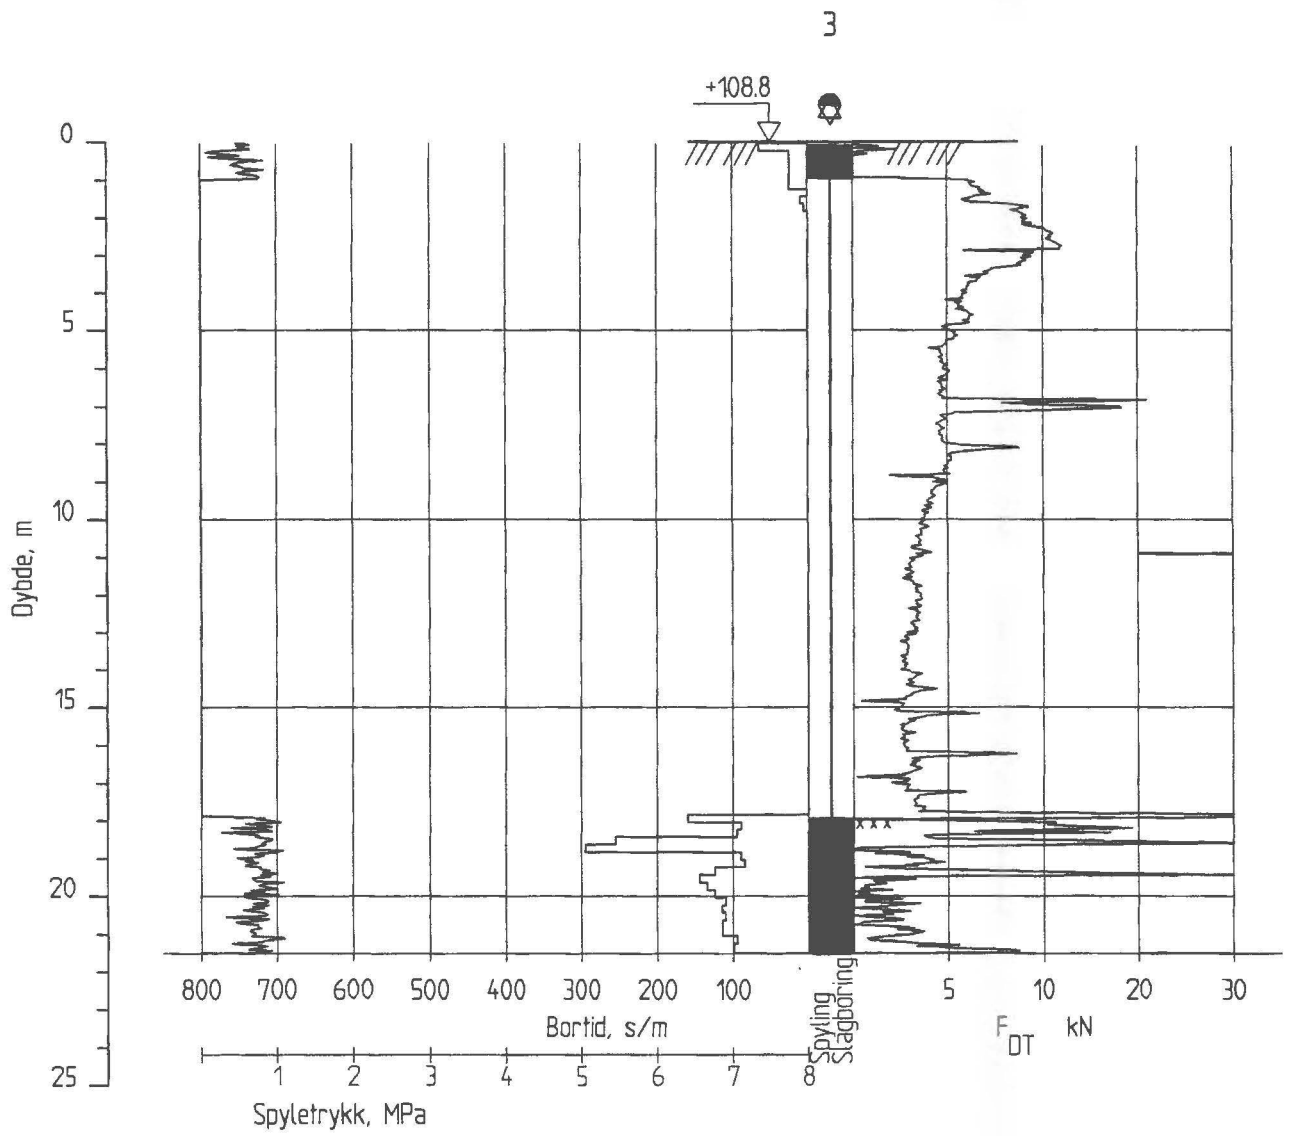 3
+108.8
0
5
10
15
20
25
Dybde, m
x x x
800 700 600 500 400 300 200 100
5 10 20 30
Bortid, s/m
Spyling
Slagboring
F DT kN
1 2 3 4 5 6 7 8
Spyletrykk, MPa